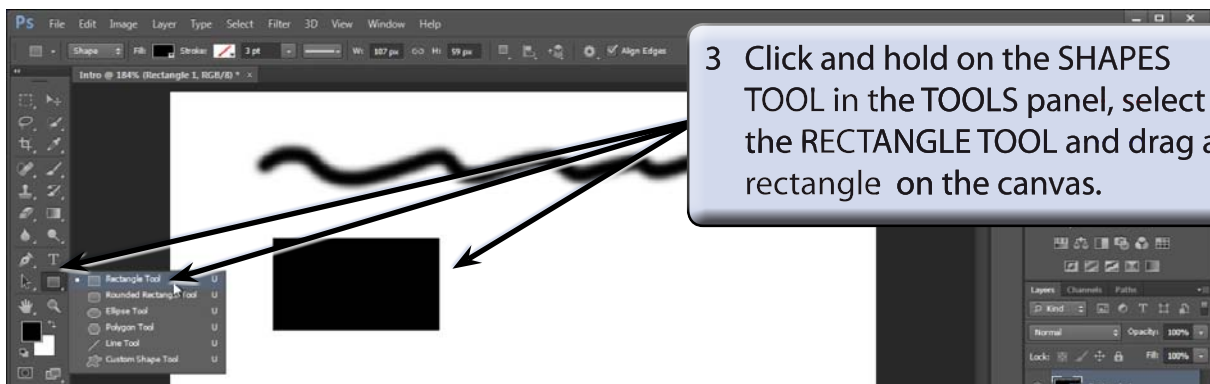 Ps File Edit Image Layer Type Select Filter 3D View Window Help
Shape Fill: Stroke: 3 pt W: 107 px H: 59 px Align Edges
Intro @ 184% (Rectangle 1, RGB/8) * ×
3 Click and hold on the SHAPES
TOOL in the TOOLS panel, select
the RECTANGLE TOOL and drag a
rectangle on the canvas.
T
Rectangle Tool U
Rounded Rectangle Tool U
Ellipse Tool U
Polygon Tool U
Line Tool U
Custom Shape Tool U
Layers Channels Paths
Kind T
Normal Opacity: 100%
Lock: Fill: 100%